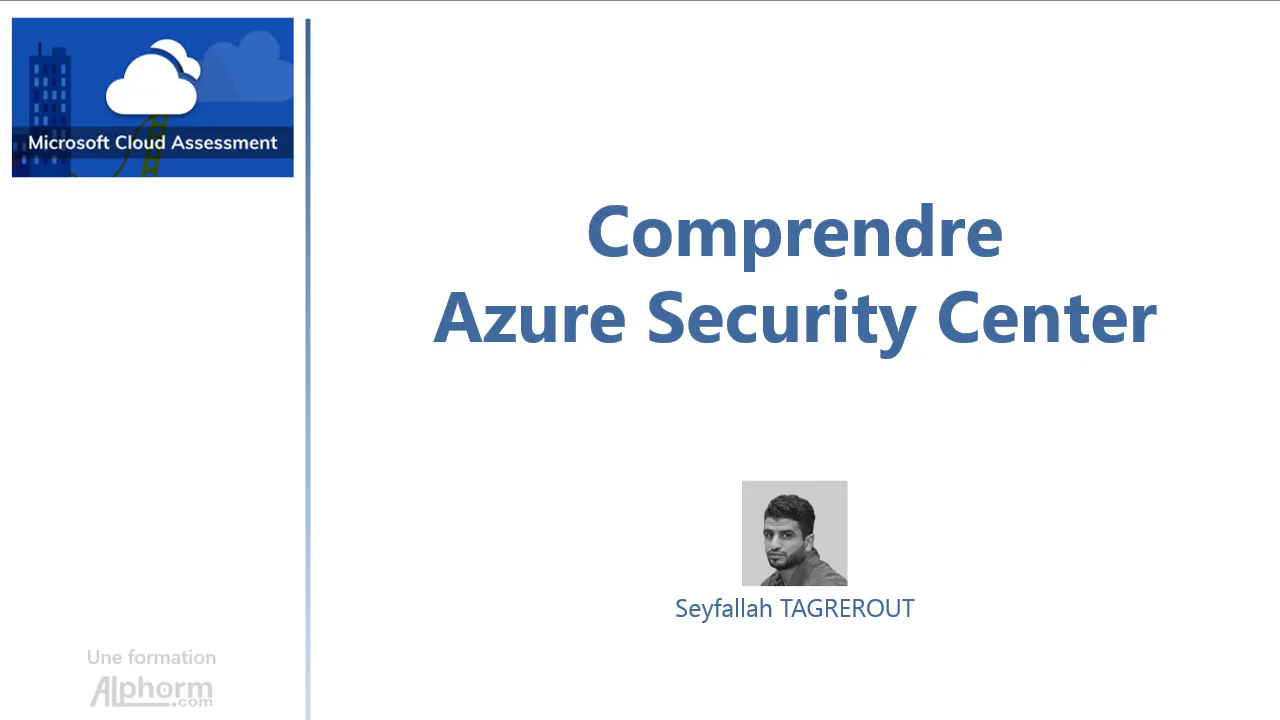 Microsoft Cloud Assessment
Comprendre
Azure Security Center
Seyfallah TAGREROUT
Une formation
Alphorm
.com